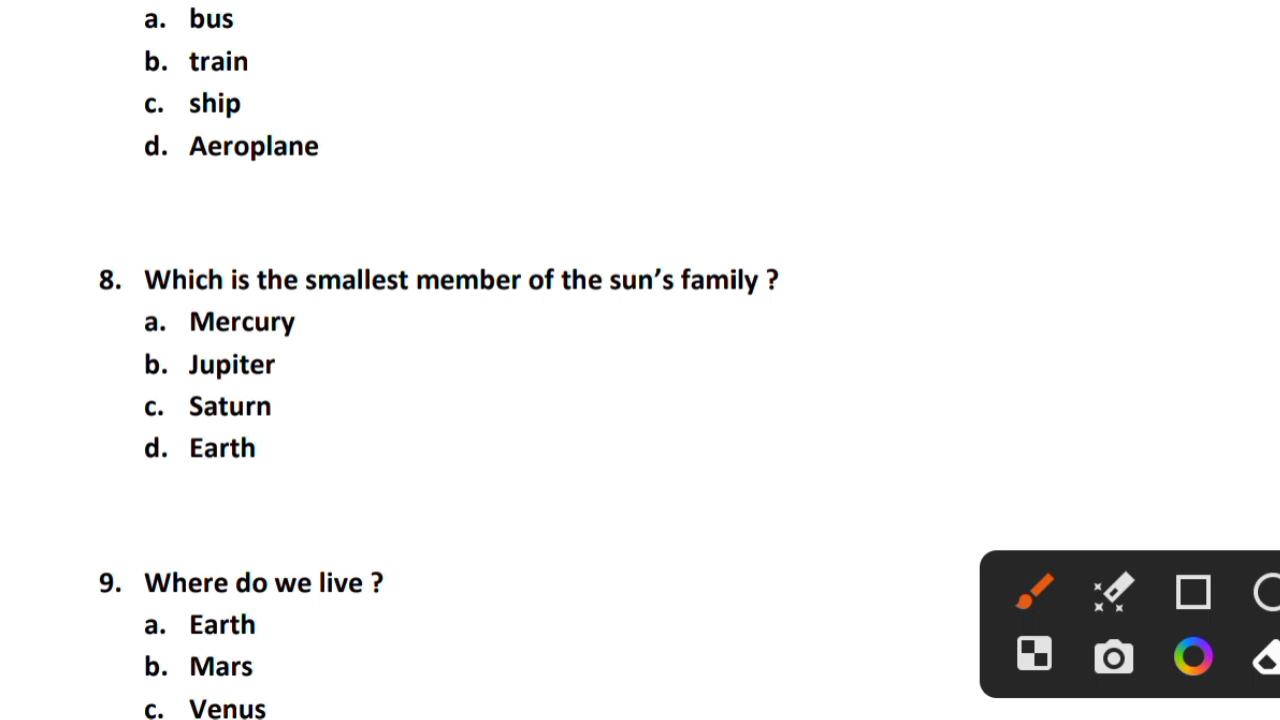 a. bus
b. train
c. ship
d. Aeroplane
8. Which is the smallest member of the sun’s family ?
a. Mercury
b. Jupiter
c. Saturn
d. Earth
9. Where do we live ?
a. Earth
b. Mars
c. Venus